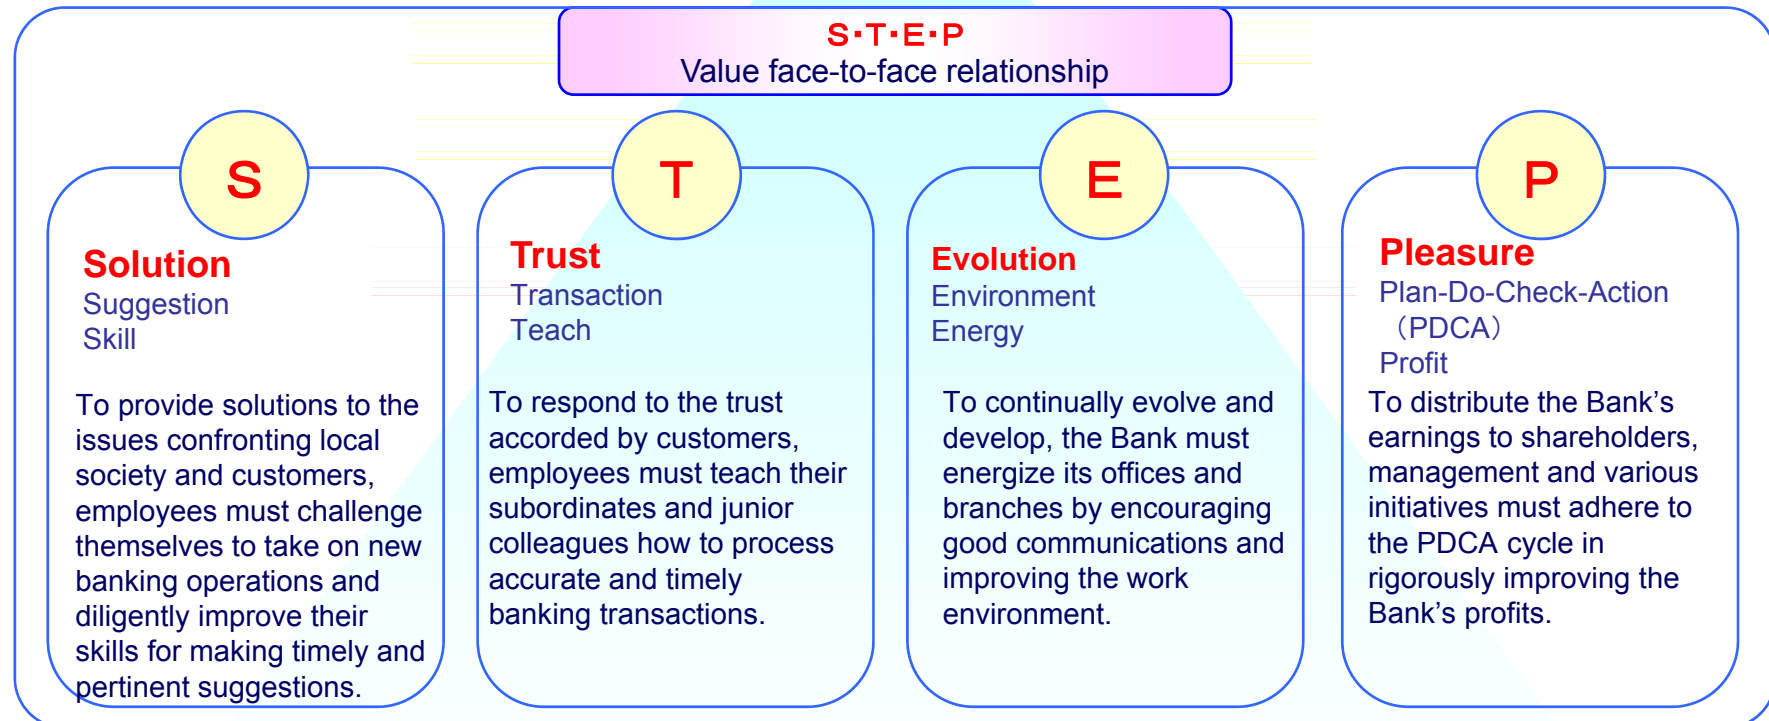 S・T・E・P
Value face-to-face relationship
S
Solution
Suggestion
Skill
To provide solutions to the
issues confronting local
society and customers,
employees must challenge
themselves to take on new
banking operations and
diligently improve their
skills for making timely and
pertinent suggestions.
T
Trust
Transaction
Teach
To respond to the trust
accorded by customers,
employees must teach their
subordinates and junior
colleagues how to process
accurate and timely
banking transactions.
E
Evolution
Environment
Energy
To continually evolve and
develop, the Bank must
energize its offices and
branches by encouraging
good communications and
improving the work
environment.
P
Pleasure
Plan-Do-Check-Action
（PDCA）
Profit
To distribute the Bank’s
earnings to shareholders,
management and various
initiatives must adhere to
the PDCA cycle in
rigorously improving the
Bank’s profits.